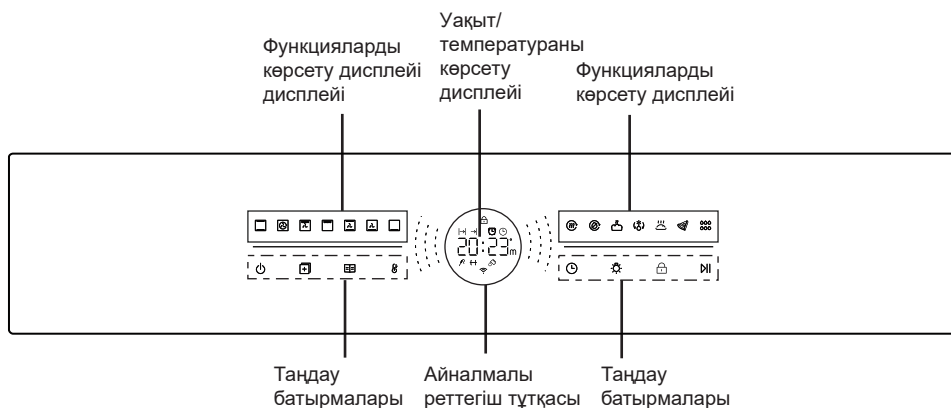 Функцияларды
көрсету дисплейі
дисплейі
Уақыт/
температураны
көрсету
дисплейі
Функцияларды
көрсету дисплейі
20:23m
Таңдау
батырмалары
Айналмалы
реттегіш тұтқасы
Таңдау
батырмалары